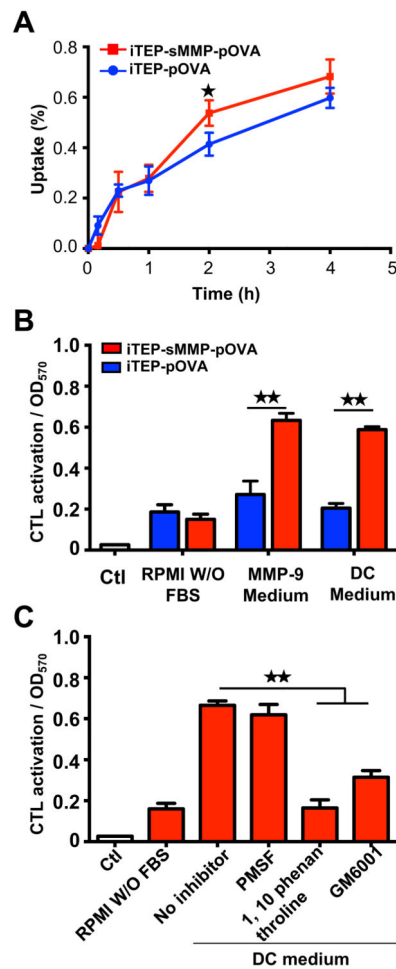 A
iTEP-sMMP-pOVA
iTEP-pOVA
★
Uptake (%)
0.8
0.6
0.4
0.2
0.0
0 1 2 3 4 5
Time (h)
B
iTEP-sMMP-pOVA
iTEP-pOVA
CTL activation / OD570
1.0
0.8
0.6
0.4
0.2
0
★★
★★
Ctl
RPMI W/O
FBS
MMP-9
Medium
DC
Medium
C
CTL activation / OD570
1.0
0.8
0.6
0.4
0.2
0
★★
Ctl
RPMI W/O FBS
No inhibitor
PMSF
1, 10 phenan
throline
GM6001
DC medium